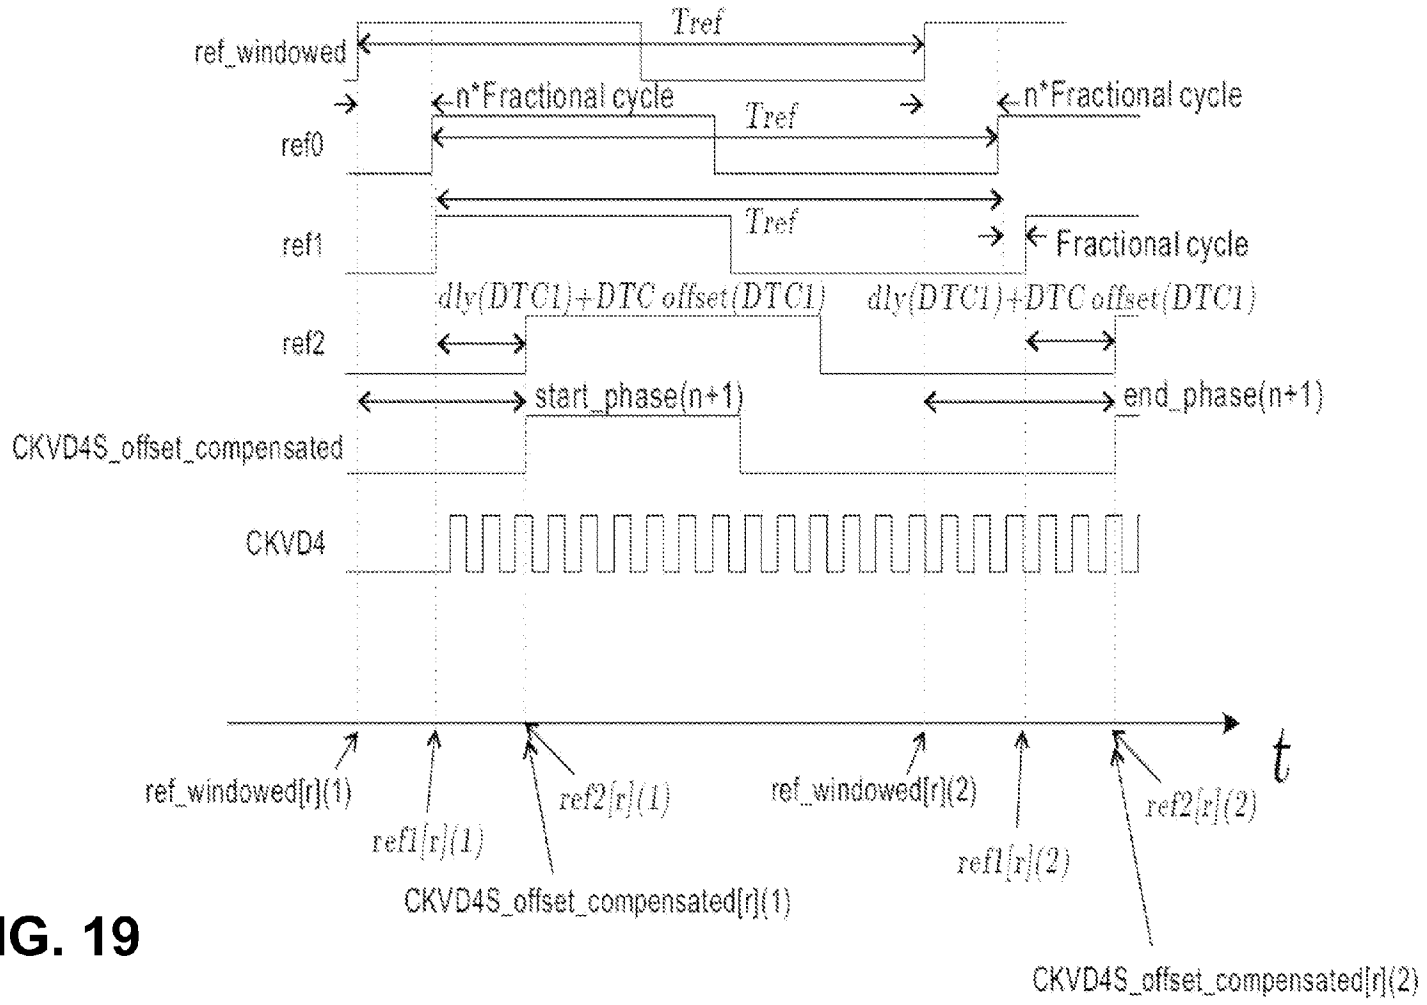 Tref
ref_windowed
n*Fractional cycle
n*Fractional cycle
Tref
ref0
Tref
ref1
Fractional cycle
dly(DTC1)+DTC offset(DTC1)
dly(DTC1)+DTC offset(DTC1)
ref2
start_phase(n+1)
end_phase(n+1)
CKVD4S_offset_compensated
CKVD4
t
ref_windowed[r](1)
ref2[r](1)
ref_windowed[r](2)
ref2[r](2)
ref1[r](1)
ref1[r](2)
CKVD4S_offset_compensated[r](1)
IG. 19
CKVD4S_offset_compensated[r](2)